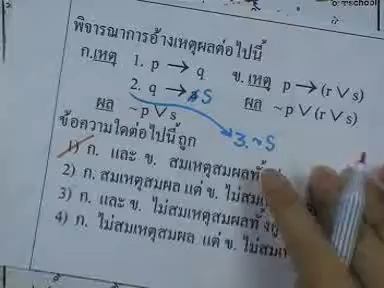 พิจารณาการอ้างเหตุผลต่อไปนี้
ก. เหตุ 1. p → q ข. เหตุ p → (r ∨ s)
2. q → S
ผล ~p ∨ s ผล ~p ∨ (r ∨ s)
3. ~S
ข้อความใดต่อไปนี้ถูก
1) ก. และ ข. สมเหตุสมผลทั้
2) ก. สมเหตุสมผล แต่ ข. ไม่สม
3) ก. และ ข. ไม่สมเหตุสมผลทั้
4) ก. ไม่สมเหตุสมผล แต่ ข. ไม่สมเ